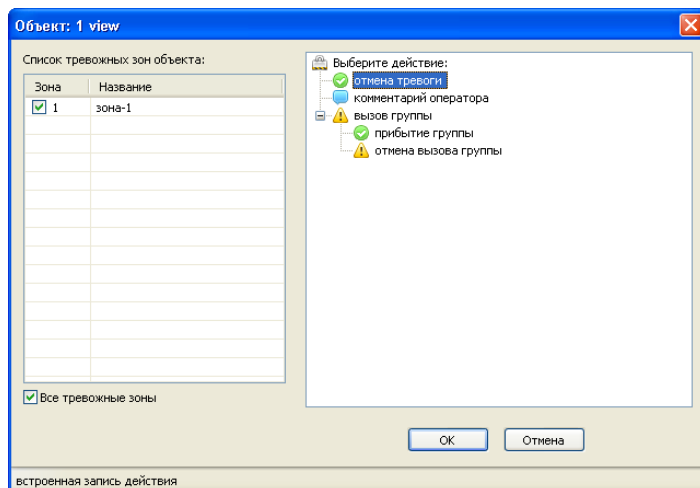 Объект: 1 view
Список тревожных зон объекта:
Зона Название
1 зона-1
Все тревожные зоны
Выберите действие:
отмена тревоги
комментарий оператора
вызов группы
прибытие группы
отмена вызова группы
OK Отмена
встроенная запись действия